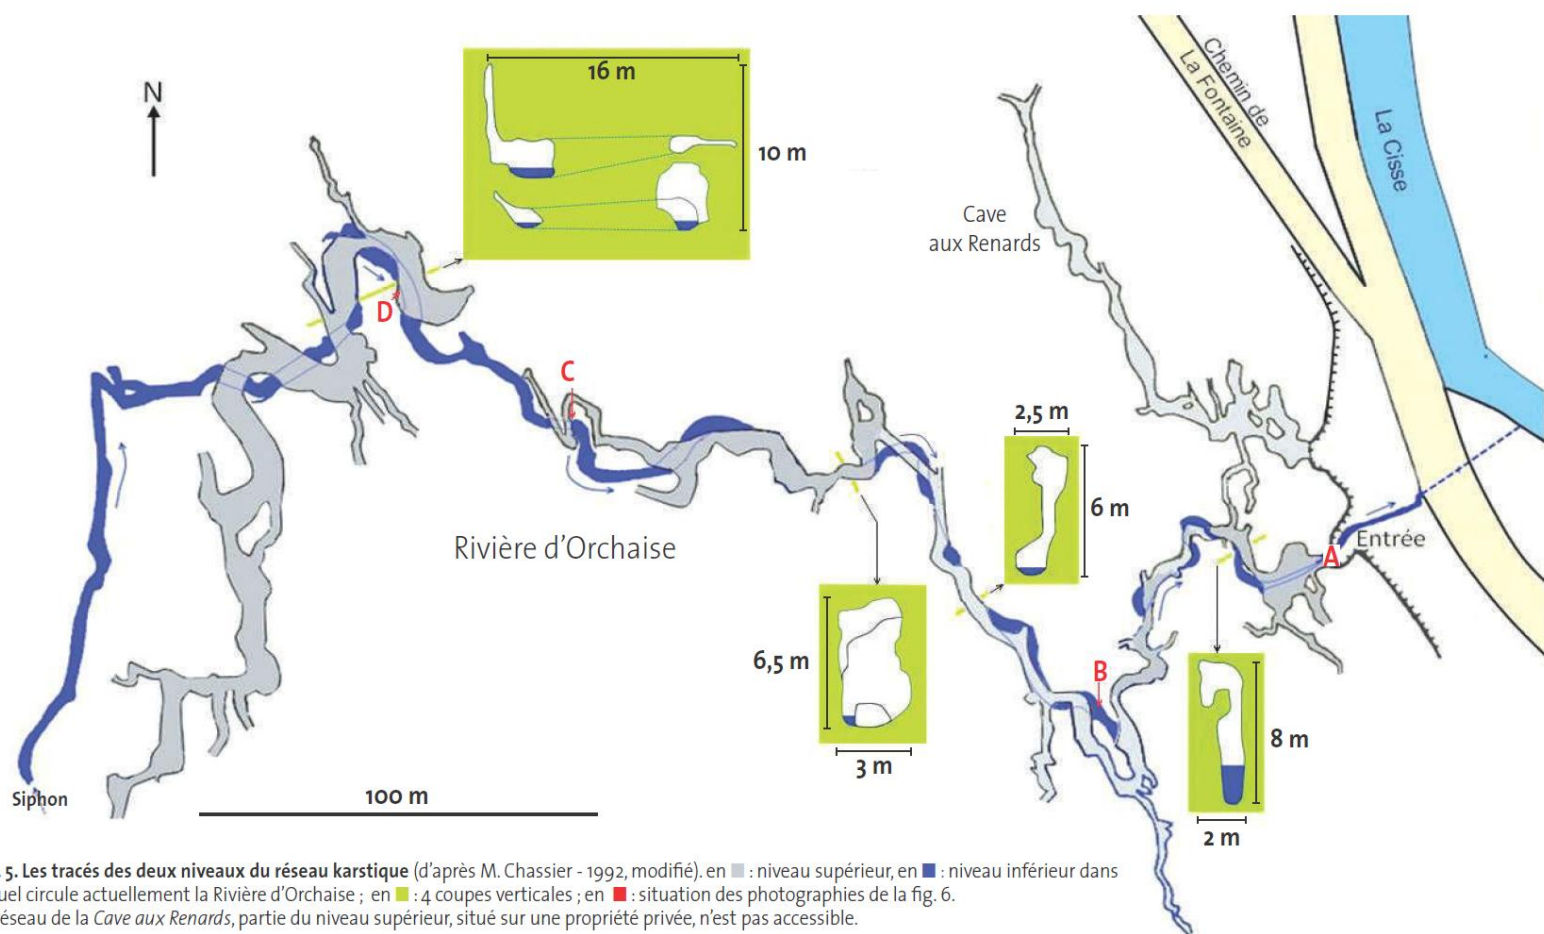 N
16 m
10 m
Chemin de
La Fontaine
La Cisse
Cave
aux Renards
D
C
2,5 m
6 m
Rivière d'Orchaise
A
Entrée
6,5 m
3 m
B
8 m
2 m
Siphon
100 m
5. Les tracés des deux niveaux du réseau karstique (d'après M. Chassier - 1992, modifié). en : niveau supérieur, en : niveau inférieur dans
circule actuellement la Rivière d'Orchaise ; en : 4 coupes verticales ; en : situation des photographies de la fig. 6.
réseau de la Cave aux Renards, partie du niveau supérieur, situé sur une propriété privée, n'est pas accessible.